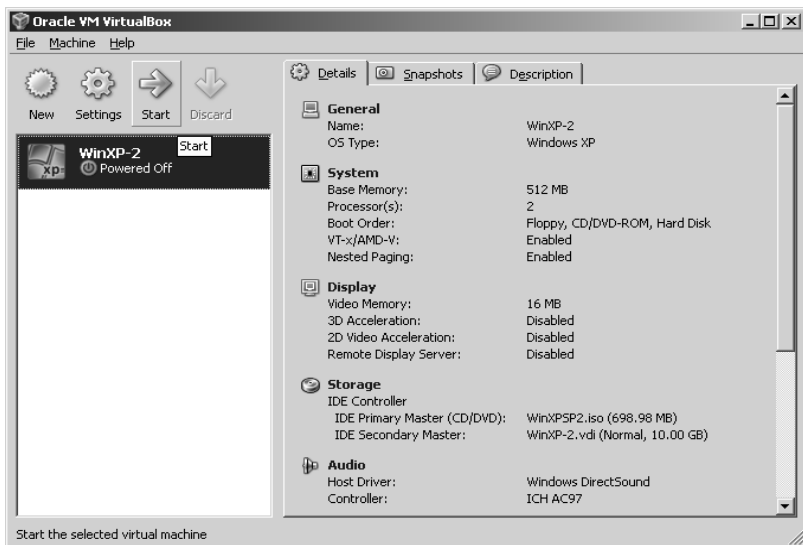 Oracle VM VirtualBox
File Machine Help
New Settings Start Discard
Start
WinXP-2
Powered Off
xp
Details Snapshots Description
General
Name: WinXP-2
OS Type: Windows XP
System
Base Memory: 512 MB
Processor(s): 2
Boot Order: Floppy, CD/DVD-ROM, Hard Disk
VT-x/AMD-V: Enabled
Nested Paging: Enabled
Display
Video Memory: 16 MB
3D Acceleration: Disabled
2D Video Acceleration: Disabled
Remote Display Server: Disabled
Storage
IDE Controller
IDE Primary Master (CD/DVD): WinXPSP2.iso (698.98 MB)
IDE Secondary Master: WinXP-2.vdi (Normal, 10.00 GB)
Audio
Host Driver: Windows DirectSound
Controller: ICH AC97
Start the selected virtual machine